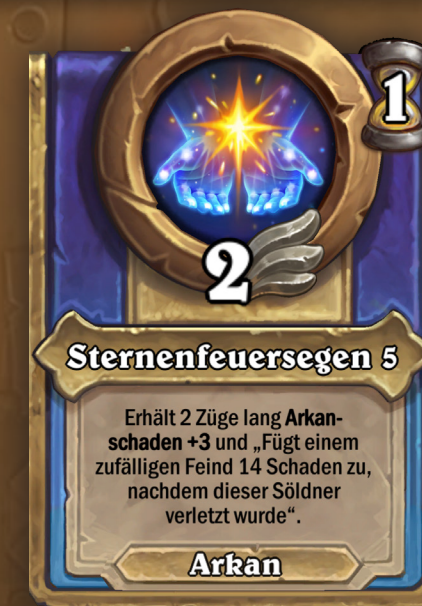 1
2
Sternenfeuersegen 5
Erhält 2 Züge lang Arkan-
schaden +3 und „Fügt einem
zufälligen Feind 14 Schaden zu,
nachdem dieser Söldner
verletzt wurde“.
Arkan